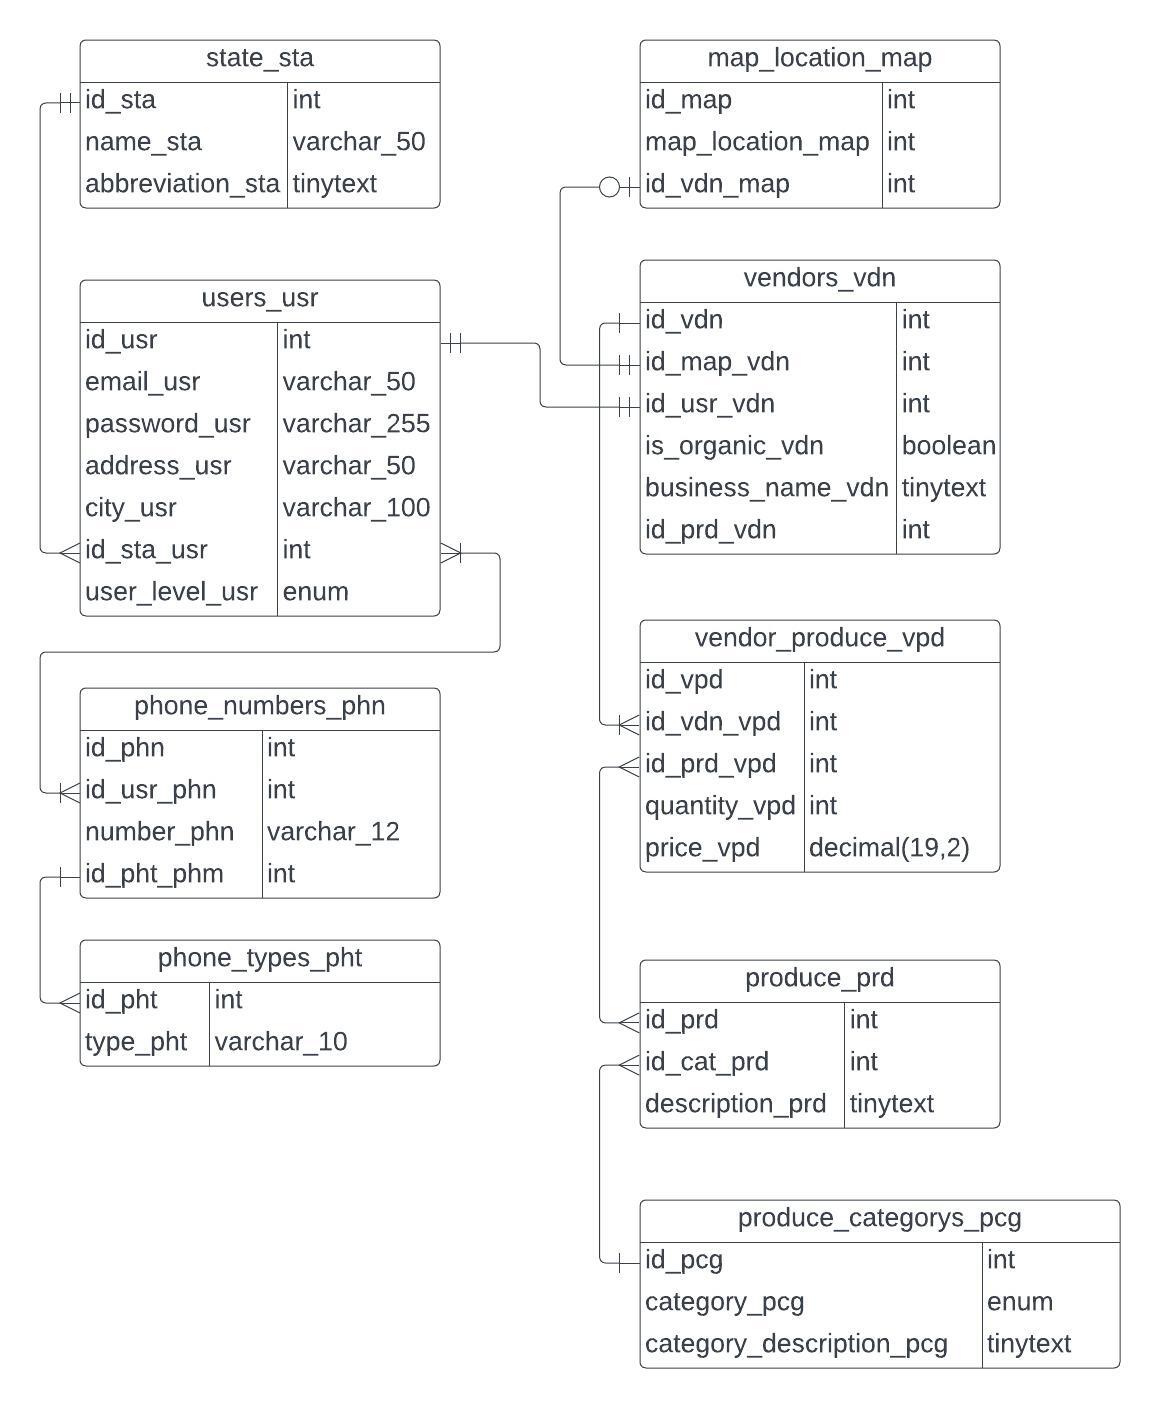 state_sta
id_sta int
name_sta varchar_50
abbreviation_sta tinytext
users_usr
id_usr int
email_usr varchar_50
password_usr varchar_255
address_usr varchar_50
city_usr varchar_100
id_sta_usr int
user_level_usr enum
phone_numbers_phn
id_phn int
id_usr_phn int
number_phn varchar_12
id_pht_phm int
phone_types_pht
id_pht int
type_pht varchar_10
map_location_map
id_map int
map_location_map int
id_vdn_map int
vendors_vdn
id_vdn int
id_map_vdn int
id_usr_vdn int
is_organic_vdn boolean
business_name_vdn tinytext
id_prd_vdn int
vendor_produce_vpd
id_vpd int
id_vdn_vpd int
id_prd_vpd int
quantity_vpd int
price_vpd decimal(19,2)
produce_prd
id_prd int
id_cat_prd int
description_prd tinytext
produce_categorys_pcg
id_pcg int
category_pcg enum
category_description_pcg tinytext